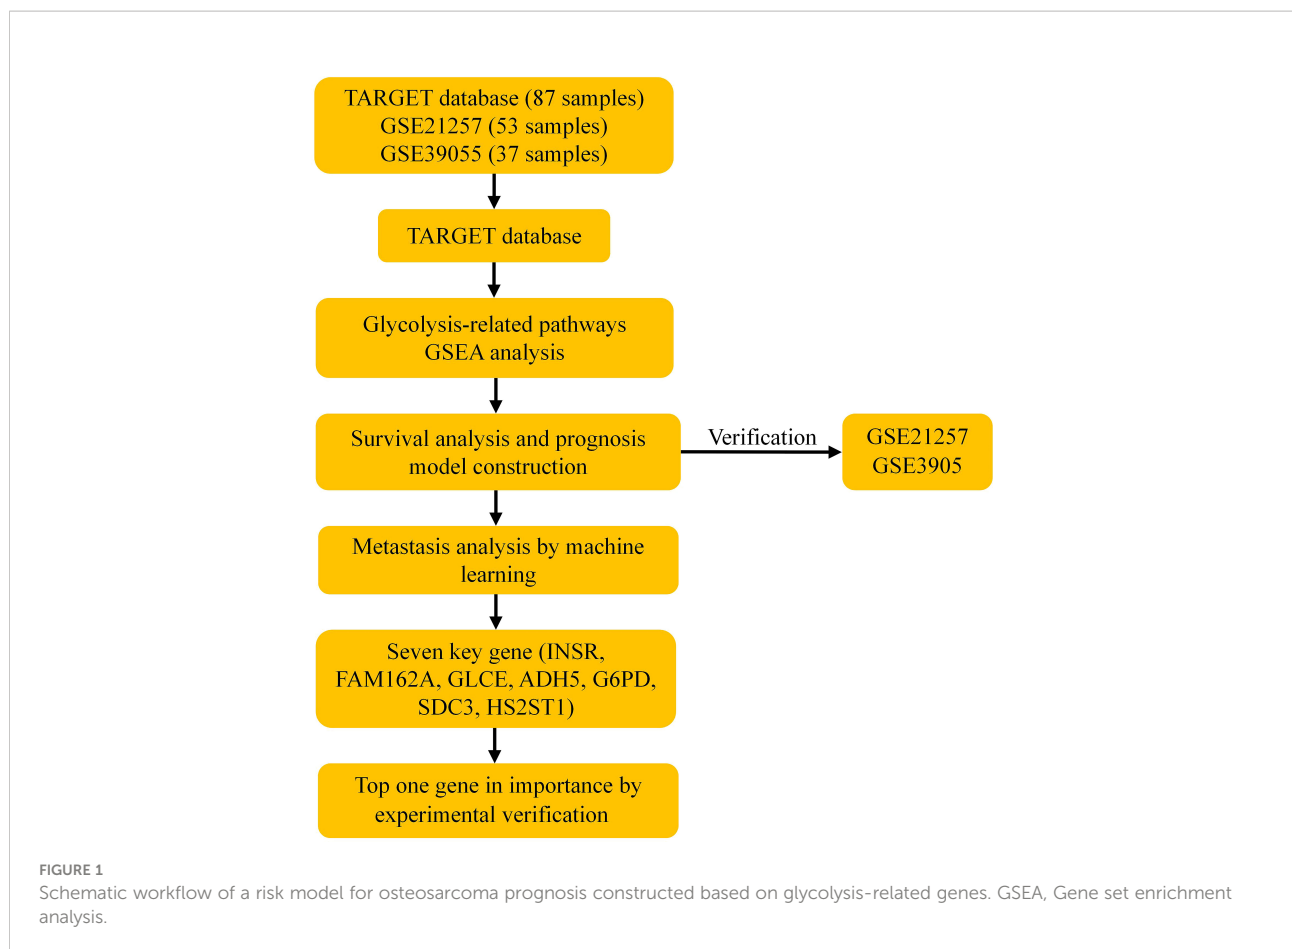 TARGET database (87 samples)
GSE21257 (53 samples)
GSE39055 (37 samples)
TARGET database
Glycolysis-related pathways
GSEA analysis
Survival analysis and prognosis
model construction
Verification
GSE21257
GSE3905
Metastasis analysis by machine
learning
Seven key gene (INSR,
FAM162A, GLCE, ADH5, G6PD,
SDC3, HS2ST1)
Top one gene in importance by
experimental verification
FIGURE 1
Schematic workflow of a risk model for osteosarcoma prognosis constructed based on glycolysis-related genes. GSEA, Gene set enrichment
analysis.